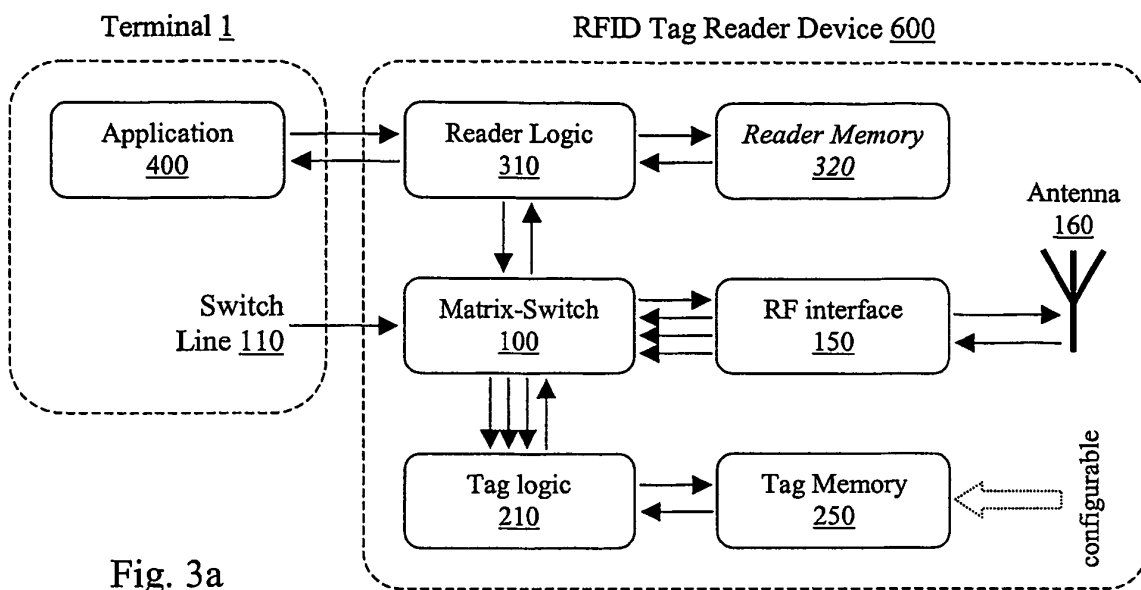 Terminal 1
RFID Tag Reader Device 600
Application
400
Reader Logic
310
Reader Memory
320
Antenna
160
Switch
Line 110
Matrix-Switch
100
RF interface
150
Tag logic
210
Tag Memory
250
configurable
Fig. 3a